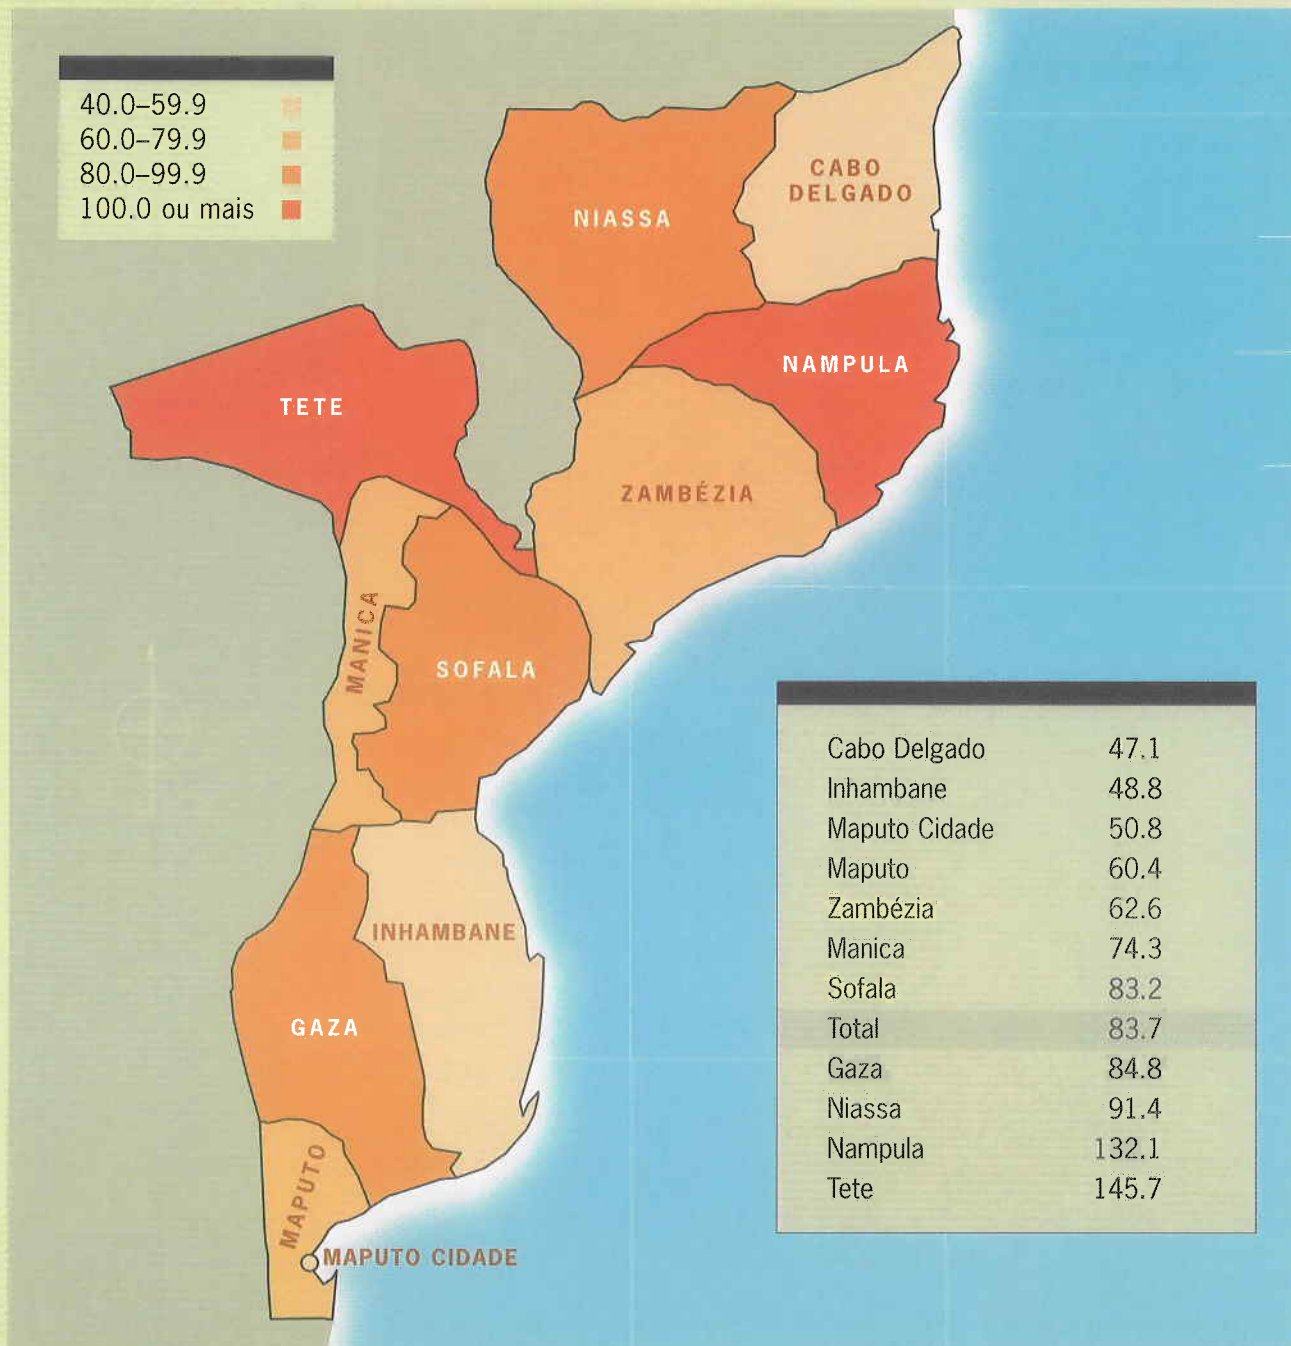 40.0–59.9
60.0–79.9
80.0–99.9
100.0 ou mais
CABO
DELGADO
NIASSA
NAMPULA
TETE
ZAMBÉZIA
MANICA
SOFALA
INHAMBANE
GAZA
MAPUTO
MAPUTO CIDADE
Cabo Delgado 47.1
Inhambane 48.8
Maputo Cidade 50.8
Maputo 60.4
Zambézia 62.6
Manica 74.3
Sofala 83.2
Total 83.7
Gaza 84.8
Niassa 91.4
Nampula 132.1
Tete 145.7